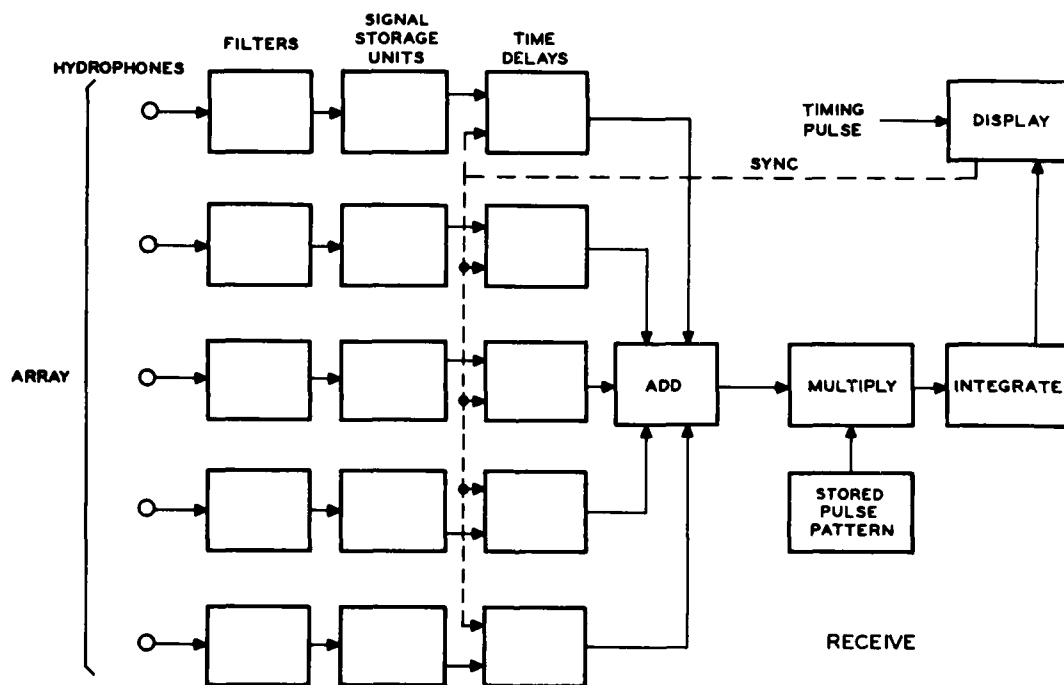 SIGNAL
STORAGE
UNITS
FILTERS
TIME
DELAYS
HYDROPHONES
TIMING
PULSE
DISPLAY
SYNC
ARRAY
ADD
MULTIPLY
INTEGRATE
STORED
PULSE
PATTERN
RECEIVE